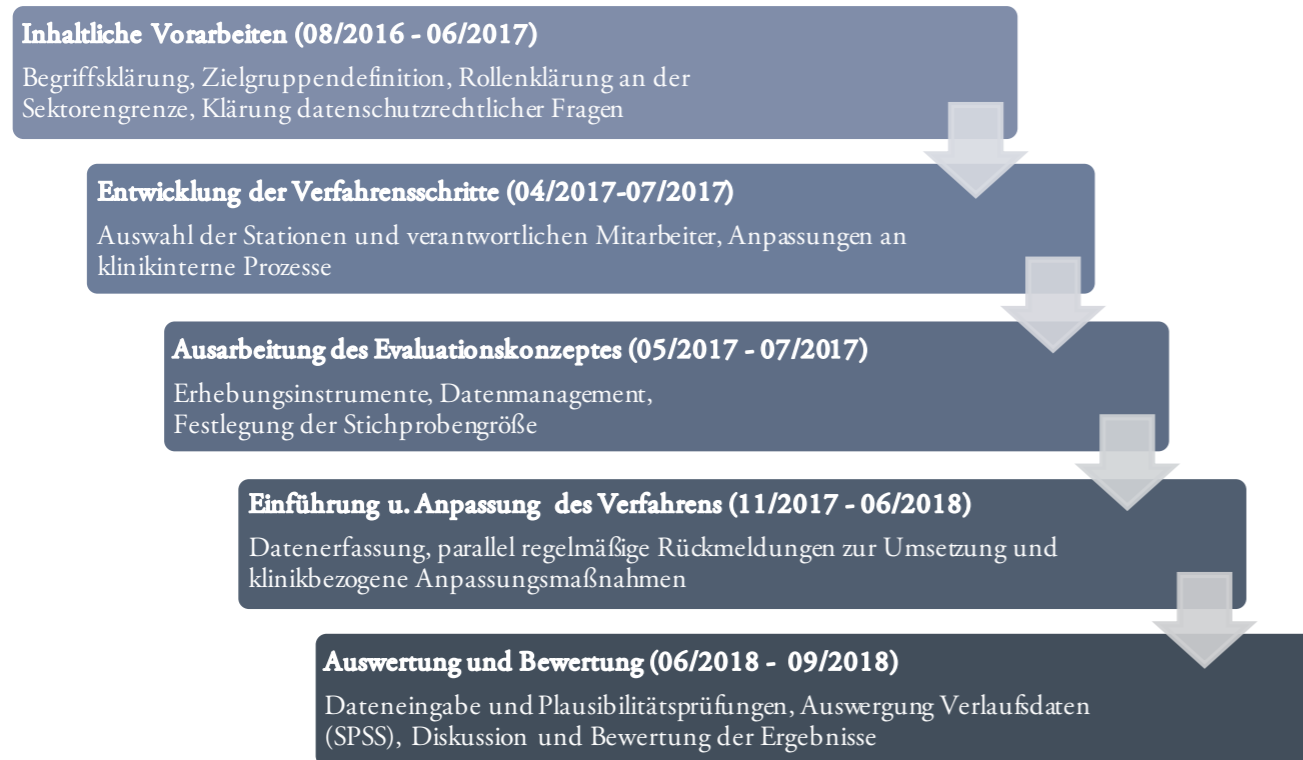 Inhaltliche Vorarbeiten (08/2016 - 06/2017)
Begriffsklärung, Zielgruppendefinition, Rollenklärung an der
Sektorengrenze, Klärung datenschutzrechtlicher Fragen
Entwicklung der Verfahrensschritte (04/2017-07/2017)
Auswahl der Stationen und verantwortlichen Mitarbeiter, Anpassungen an
klinikinterne Prozesse
Ausarbeitung des Evaluationskonzeptes (05/2017 - 07/2017)
Erhebungsinstrumente, Datenmanagement,
Festlegung der Stichprobengröße
Einführung u. Anpassung des Verfahrens (11/2017 - 06/2018)
Datenerfassung, parallel regelmäßige Rückmeldungen zur Umsetzung und
klinikbezogene Anpassungsmaßnahmen
Auswertung und Bewertung (06/2018 - 09/2018)
Dateneingabe und Plausibilitätsprüfungen, Auswergung Verlaufsdaten
(SPSS), Diskussion und Bewertung der Ergebnisse